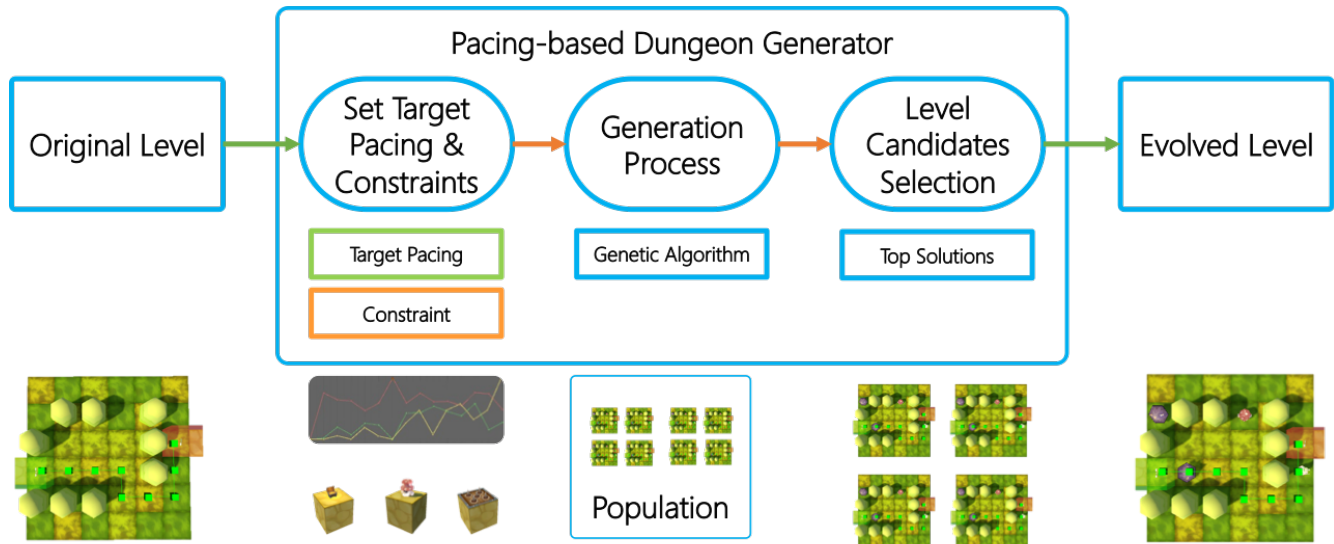 Pacing-based Dungeon Generator
Original Level
Set Target
Pacing &
Constraints
Generation
Process
Level
Candidates
Selection
Evolved Level
Target Pacing
Genetic Algorithm
Top Solutions
Constraint
Population